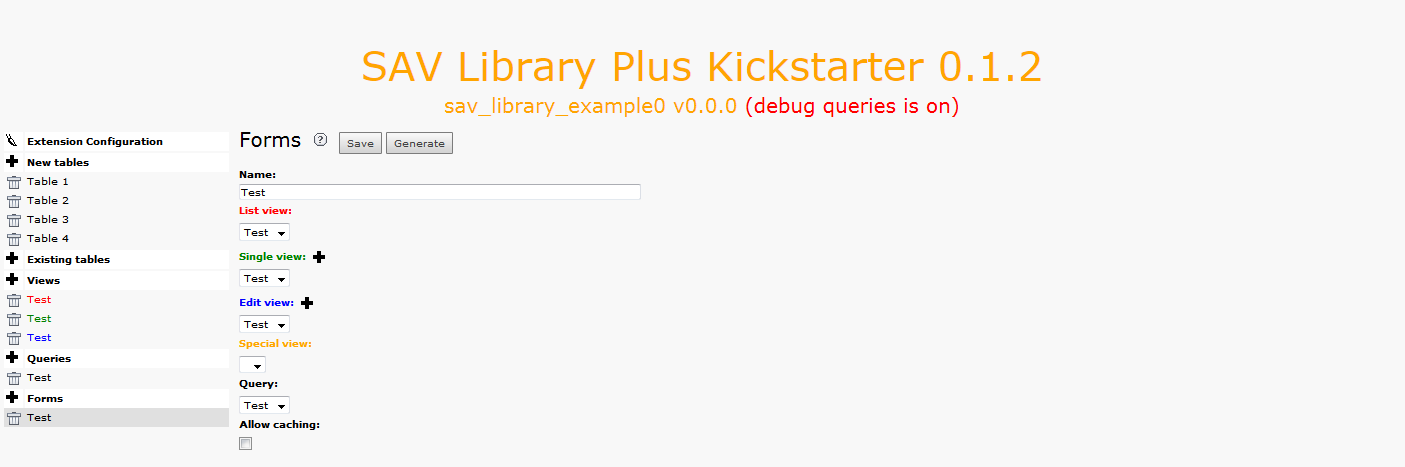 SAV Library Plus Kickstarter 0.1.2
sav_library_example0 v0.0.0 (debug queries is on)
Extension Configuration
New tables
Table 1
Table 2
Table 3
Table 4
Existing tables
Views
Test
Test
Test
Queries
Test
Forms
Test
Forms ? Save Generate
Name:
Test
List view:
Test
Single view:
Test
Edit view:
Test
Special view:
Query:
Test
Allow caching: